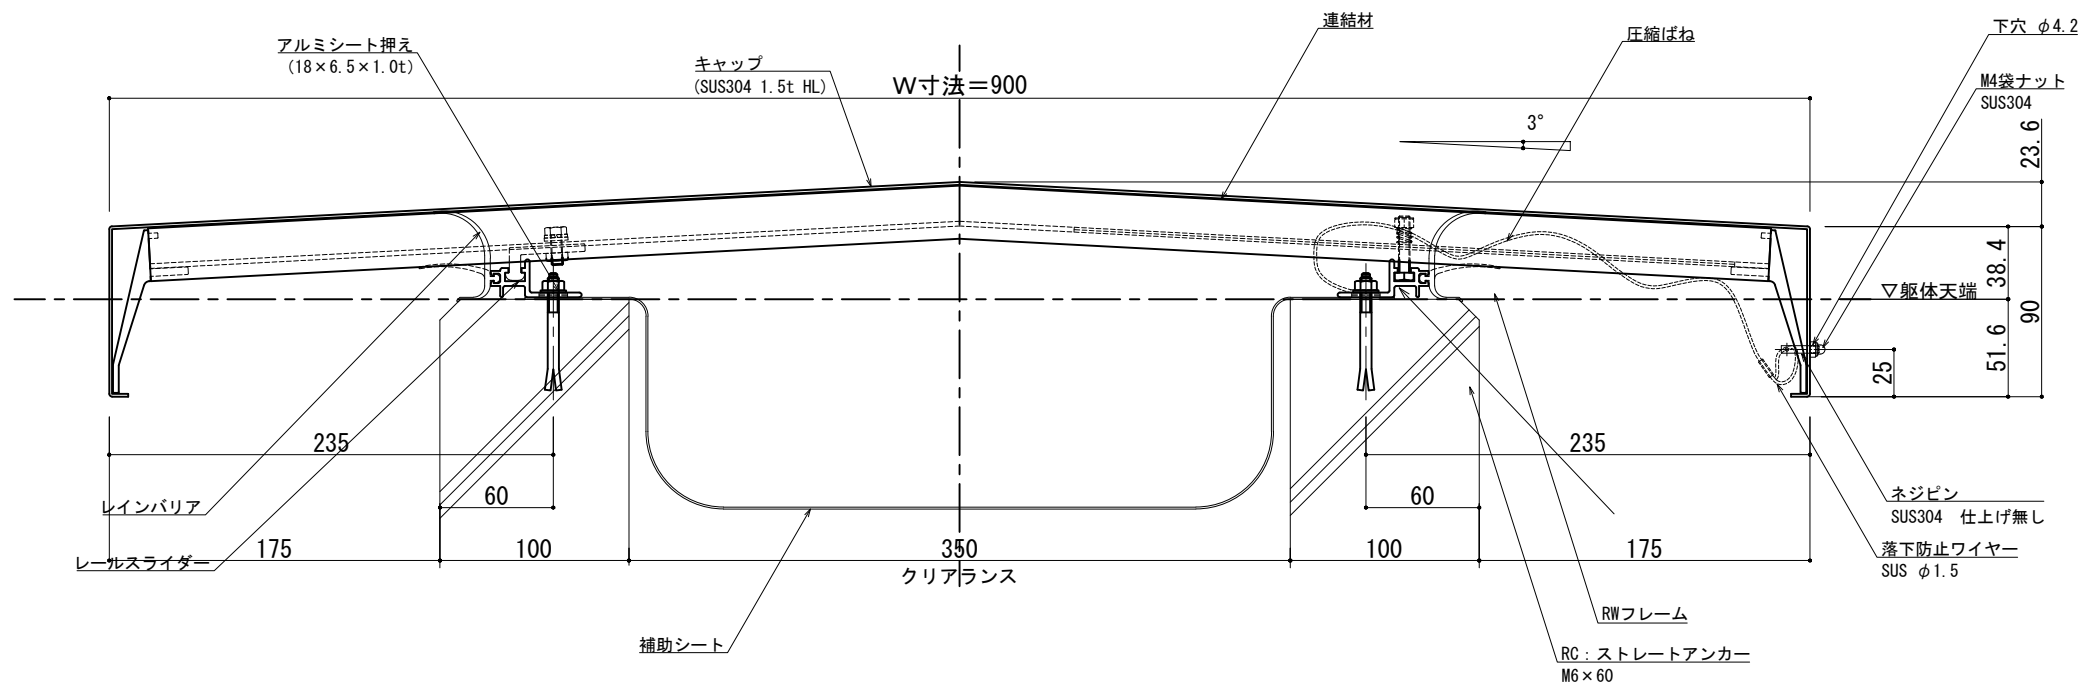 連結材
下穴 φ4.2
圧縮ばね
アルミシート押え
(18×6.5×1.0t)
キャップ
(SUS304 1.5t HL)
W寸法＝900
M4袋ナット
SUS304
3°
23.6
38.4
▽躯体天端
90
51.6
25
235
235
60
60
レインバリア
ネジピン
SUS304 仕上げ無し
175
100
350
100
175
レールスライダー
クリアランス
落下防止ワイヤー
SUS φ1.5
RWフレーム
補助シート
RC：ストレートアンカー
M6×60